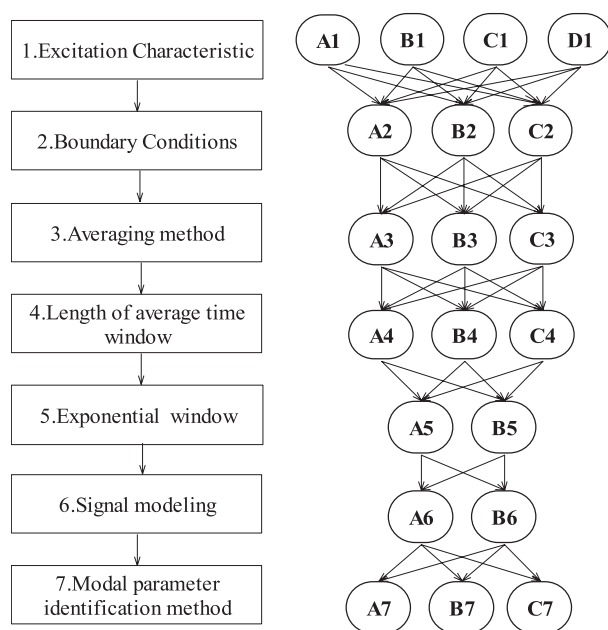 1.Excitation Characteristic
A1 B1 C1 D1
2.Boundary Conditions
A2 B2 C2
3.Averaging method
A3 B3 C3
4.Length of average time
window
A4 B4 C4
5.Exponential window
A5 B5
6.Signal modeling
A6 B6
7.Modal parameter
identification method
A7 B7 C7